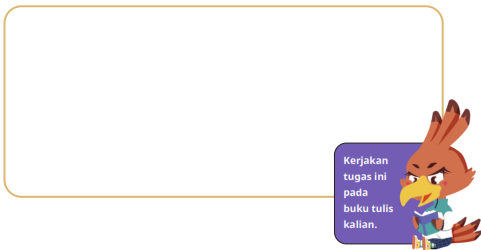 Kerjakan
tugas ini
pada
buku tulis
kalian.